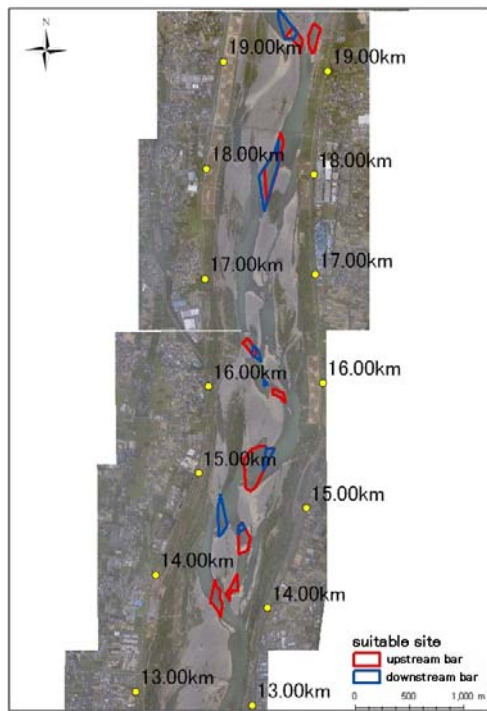 N
19.00km
19.00km
18.00km
18.00km
17.00km
17.00km
16.00km
16.00km
15.00km
15.00km
14.00km
14.00km
13.00km
13.00km
suitable site
upstream bar
downstream bar
0 500 1,000 m